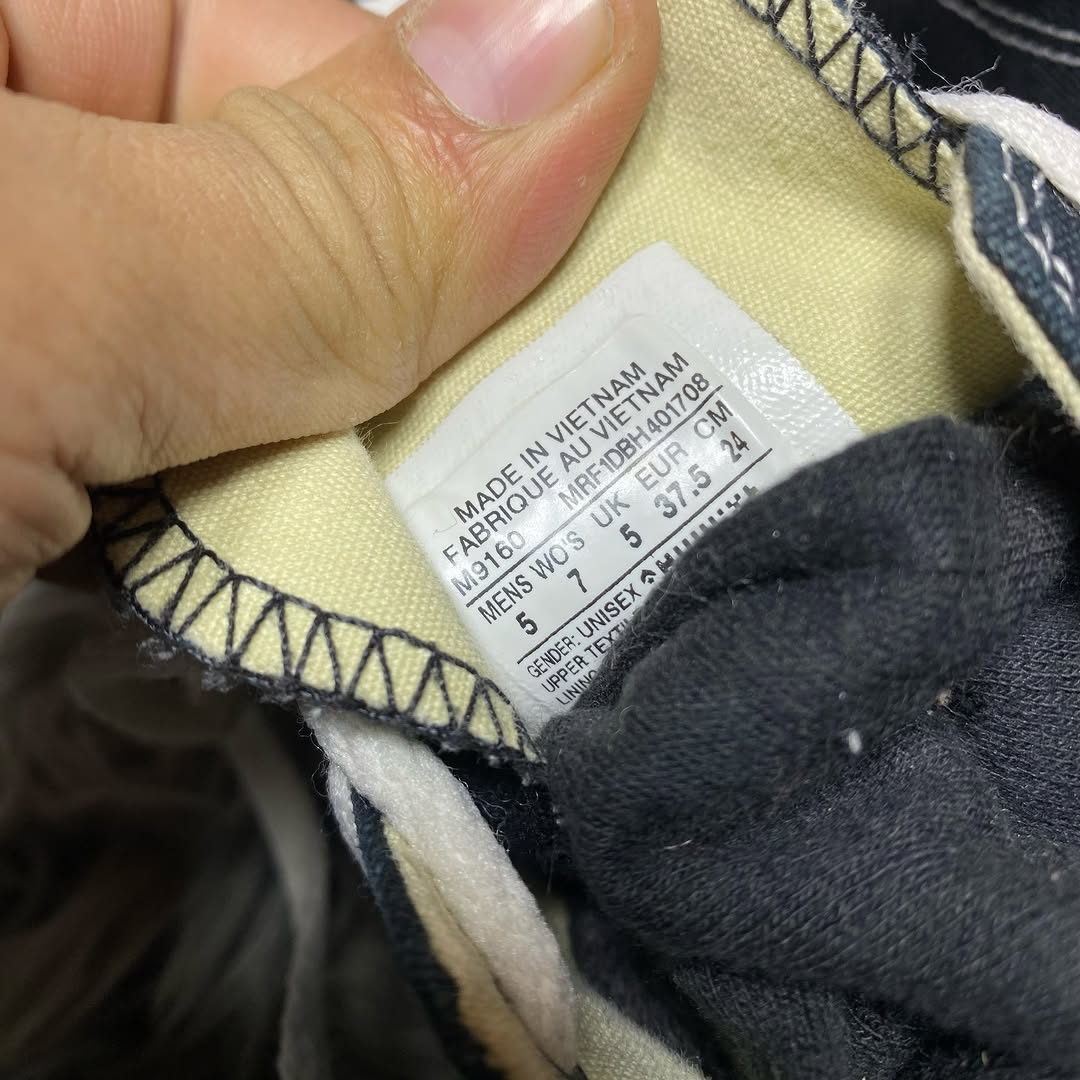 MADE IN VIETNAM
FABRIQUE AU VIETNAM
M9160 MRF1DBH401708
MENS WO'S UK EUR CM
5 7 5 37.5 24
GENDER: UNISEX
UPPER